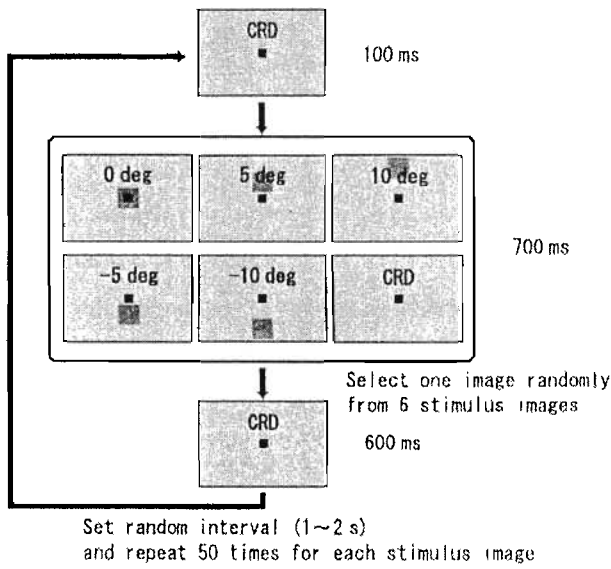 CRD
100 ms
0 deg
5 deg
10 deg
700 ms
-5 deg
-10 deg
CRD
Select one image randomly
from 6 stimulus images
CRD
600 ms
Set random interval (1~2 s)
and repeat 50 times for each stimulus image